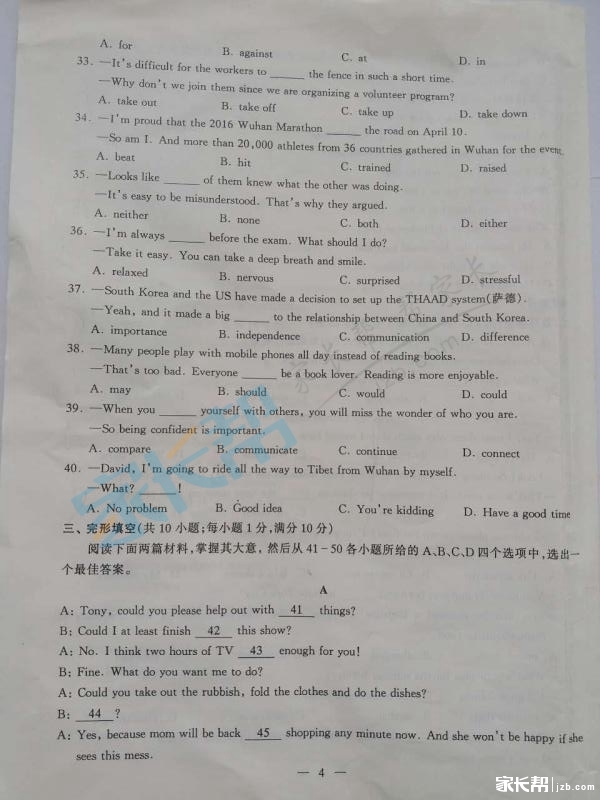 A. for B. against C. at D. in
33. —It's difficult for the workers to ______ the fence in such a short time.
—Why don't we join them since we are organizing a volunteer program?
A. take out B. take off C. take up D. take down
34. —I'm proud that the 2016 Wuhan Marathon ______ the road on April 10.
—So am I. And more than 20,000 athletes from 36 countries gathered in Wuhan for the event.
A. beat B. hit C. trained D. raised
35. —Looks like ______ of them knew what the other was doing.
—It's easy to be misunderstood. That's why they argued.
A. neither B. none C. both D. either
36. —I'm always ______ before the exam. What should I do?
—Take it easy. You can take a deep breath and smile.
A. relaxed B. nervous C. surprised D. stressful
37. —South Korea and the US have made a decision to set up the THAAD system(萨德).
—Yeah, and it made a big ______ to the relationship between China and South Korea.
A. importance B. independence C. communication D. difference
38. —Many people play with mobile phones all day instead of reading books.
—That's too bad. Everyone ______ be a book lover. Reading is more enjoyable.
A. may B. should C. would D. could
39. —When you ______ yourself with others, you will miss the wonder of who you are.
—So being confident is important.
A. compare B. communicate C. continue D. connect
40. —David, I'm going to ride all the way to Tibet from Wuhan by myself.
—What? ______!
A. No problem B. Good idea C. You're kidding D. Have a good time
三、完形填空(共10小题;每小题1分,满分10分)
阅读下面两篇材料,掌握其大意,然后从41-50各小题所给的A、B、C、D四个选项中,选出一
个最佳答案。
A
A: Tony, could you please help out with 41 things?
B: Could I at least finish 42 this show?
A: No. I think two hours of TV 43 enough for you!
B: Fine. What do you want me to do?
A: Could you take out the rubbish, fold the clothes and do the dishes?
B: 44 ?
A: Yes, because mom will be back 45 shopping any minute now. And she won't be happy if she
sees this mess.
— 4 —
家长帮
家长帮 jzb.com